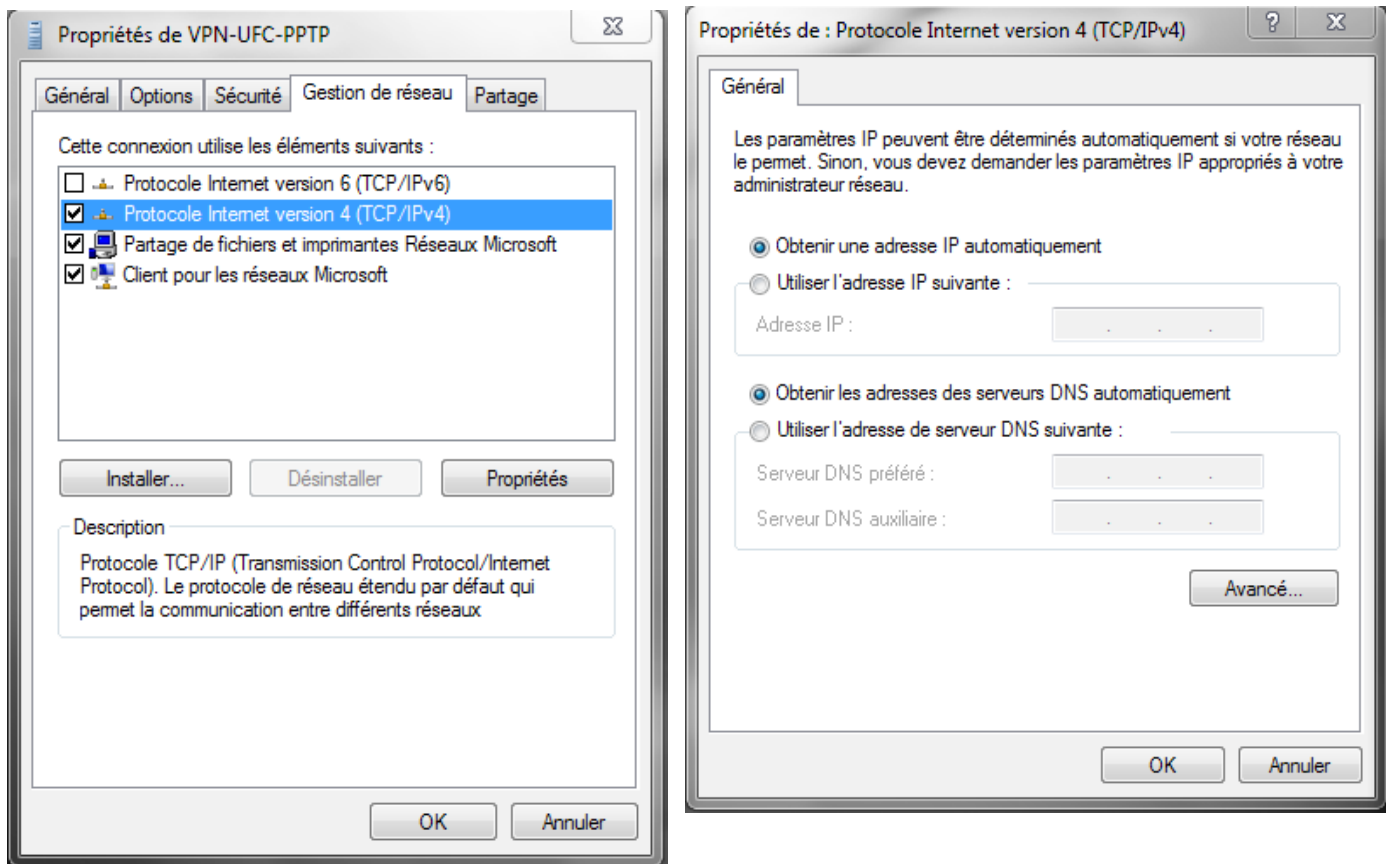 Propriétés de VPN-UFC-PPTP
Général Options Sécurité Gestion de réseau Partage
Cette connexion utilise les éléments suivants :
Protocole Internet version 6 (TCP/IPv6)
Protocole Internet version 4 (TCP/IPv4)
Partage de fichiers et imprimantes Réseaux Microsoft
Client pour les réseaux Microsoft
Installer... Désinstaller Propriétés
Description
Protocole TCP/IP (Transmission Control Protocol/Internet
Protocol). Le protocole de réseau étendu par défaut qui
permet la communication entre différents réseaux
OK Annuler
Propriétés de : Protocole Internet version 4 (TCP/IPv4)
Général
Les paramètres IP peuvent être déterminés automatiquement si votre réseau
le permet. Sinon, vous devez demander les paramètres IP appropriés à votre
administrateur réseau.
Obtenir une adresse IP automatiquement
Utiliser l'adresse IP suivante :
Adresse IP : . . .
Obtenir les adresses des serveurs DNS automatiquement
Utiliser l'adresse de serveur DNS suivante :
Serveur DNS préféré : . . .
Serveur DNS auxiliaire : . . .
Avancé...
OK Annuler